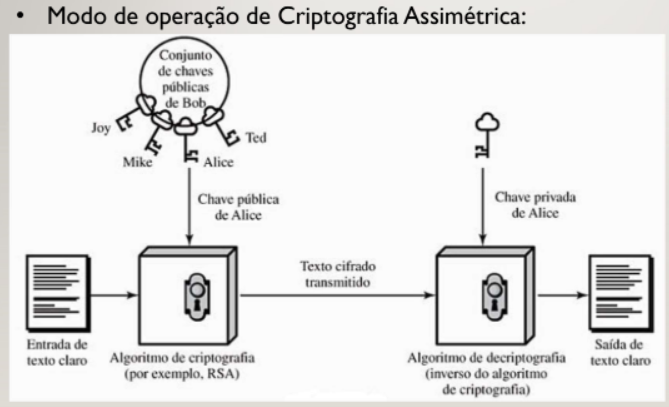 • Modo de operação de Criptografia Assimétrica:
Conjunto
de chaves
públicas
de Bob
Joy
Mike
Alice
Ted
Chave pública
de Alice
Chave privada
de Alice
Texto cifrado
transmitido
Entrada de
texto claro
Algoritmo de criptografia
(por exemplo, RSA)
Algoritmo de decriptografia
(inverso do algoritmo
de criptografia)
Saída de
texto claro